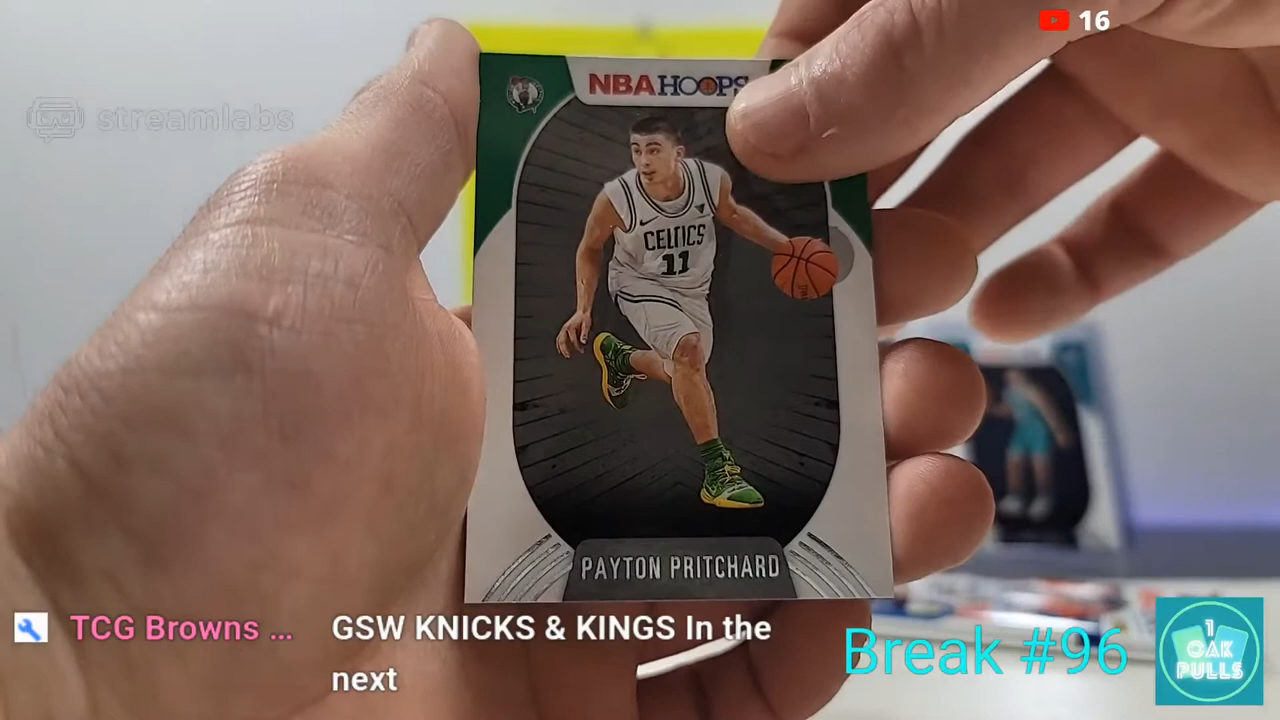 16
streamlabs
NBA HOOPS
CELTICS
11
PAYTON PRITCHARD
TCG Browns ... GSW KNICKS & KINGS In the
next
Break #96
1
OAK
PULLS